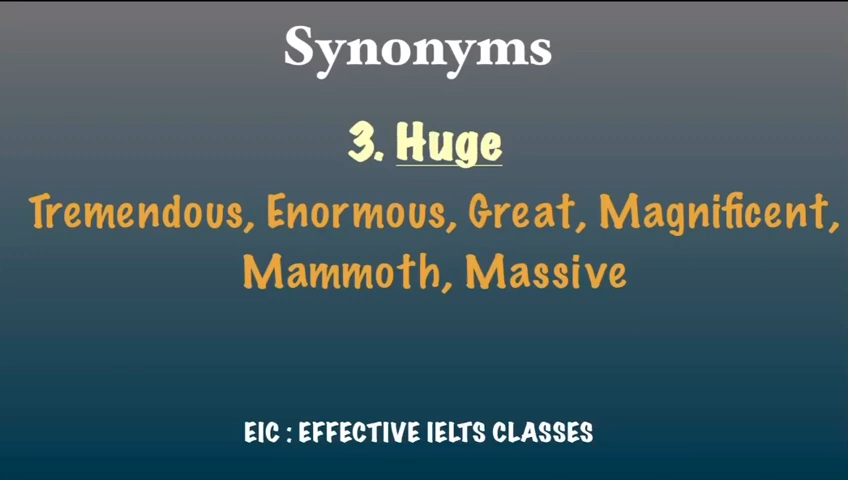 Synonyms
3. Huge
Tremendous, Enormous, Great, Magnificent,
Mammoth, Massive
EIC : EFFECTIVE IELTS CLASSES